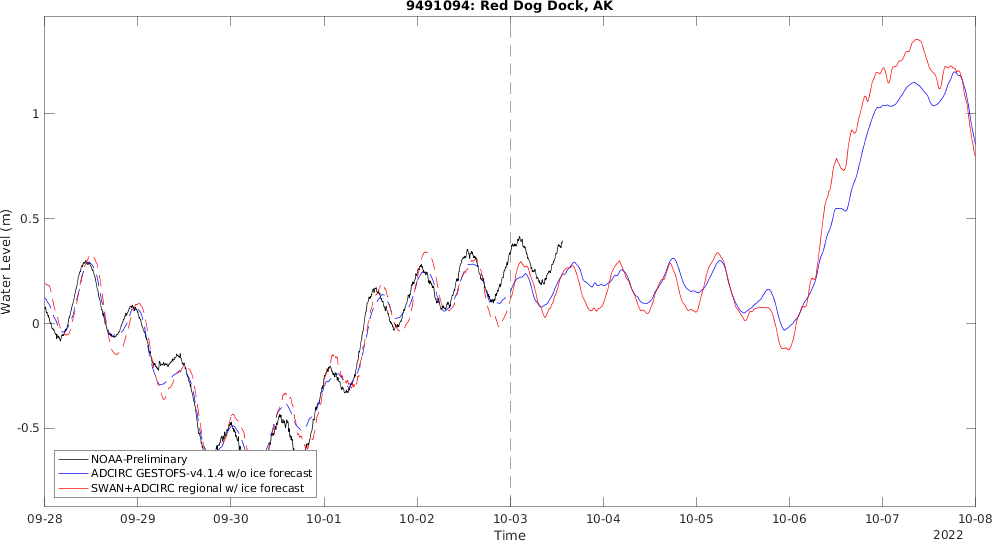 9491094: Red Dog Dock, AK
Water Level (m)
1
0.5
0
-0.5
NOAA-Preliminary
ADCIRC GESTOFS-v4.1.4 w/o ice forecast
SWAN+ADCIRC regional w/ ice forecast
09-28 09-29 09-30 10-01 10-02 10-03 10-04 10-05 10-06 10-07 10-08
Time
2022